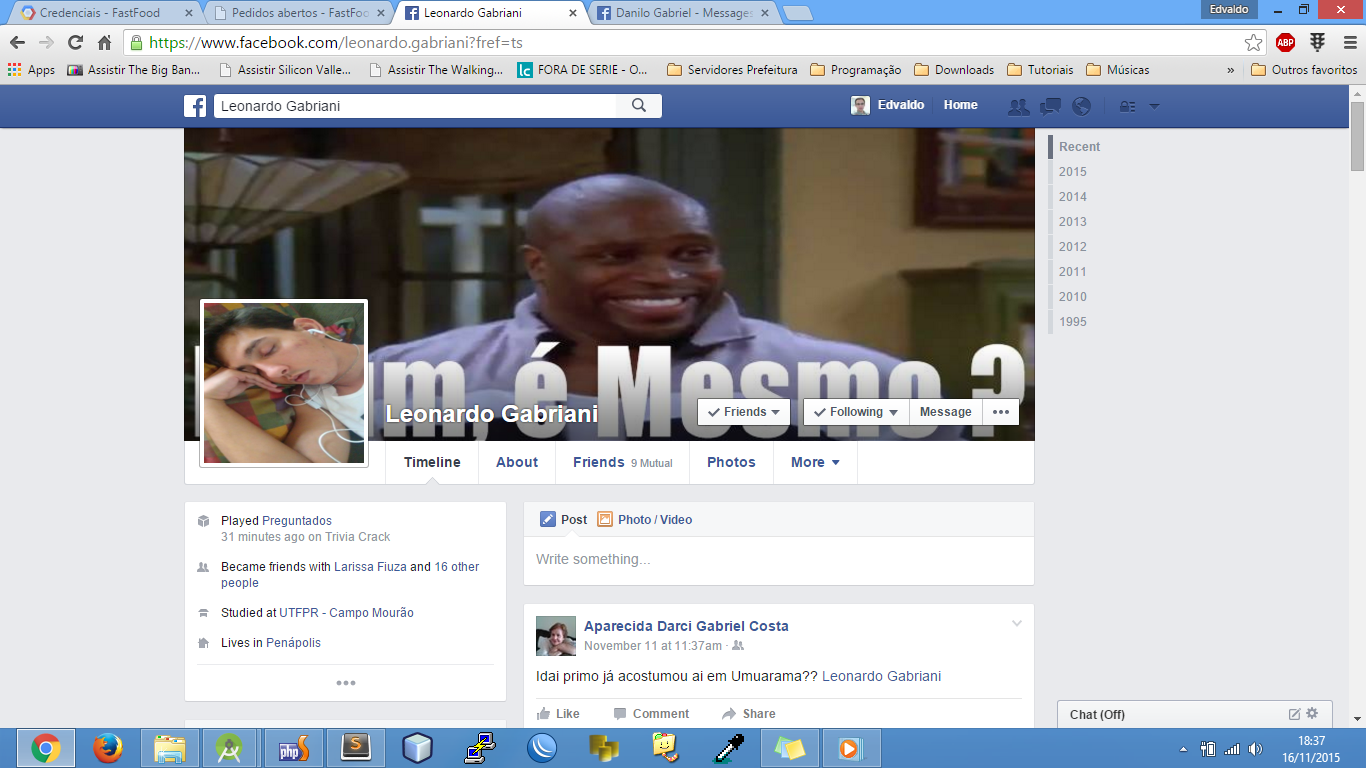 Credenciais - FastFood
Pedidos abertos - FastFoo
Leonardo Gabriani
Danilo Gabriel - Messages
Edvaldo
https://www.facebook.com/leonardo.gabriani?fref=ts
ABP
Apps
Assistir The Big Ban...
Assistir Silicon Valle...
Assistir The Walking...
lc
FORA DE SERIE - O...
Servidores Prefeitura
Programação
Downloads
Tutoriais
Músicas
»
Outros favoritos
Leonardo Gabriani
Edvaldo
Home
Recent
2015
2014
2013
2012
2011
2010
1995
um, é Mesmo ?
Leonardo Gabriani
Friends
Following
Message
Timeline
About
Friends 9 Mutual
Photos
More
Played Preguntados
31 minutes ago on Trivia Crack
Became friends with Larissa Fiuza and 16 other
people
Studied at UTFPR - Campo Mourão
Lives in Penápolis
Post
Photo / Video
Write something...
Aparecida Darci Gabriel Costa
November 11 at 11:37am ·
Idai primo já acostumou ai em Umuarama?? Leonardo Gabriani
Like
Comment
Share
Chat (Off)
php
S
18:37
16/11/2015